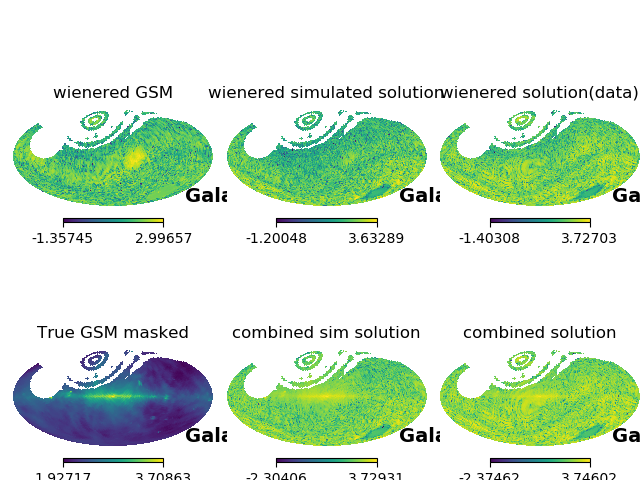 wienered GSM
wienered simulated solution
wienered solution(data)
Gala
Gala
Ga
-1.35745 2.99657
-1.20048 3.63289
-1.40308 3.72703
True GSM masked
combined sim solution
combined solution
Gala
Gala
Ga
1.92717 3.70863
-2.30406 3.72931
-2.37462 3.74602